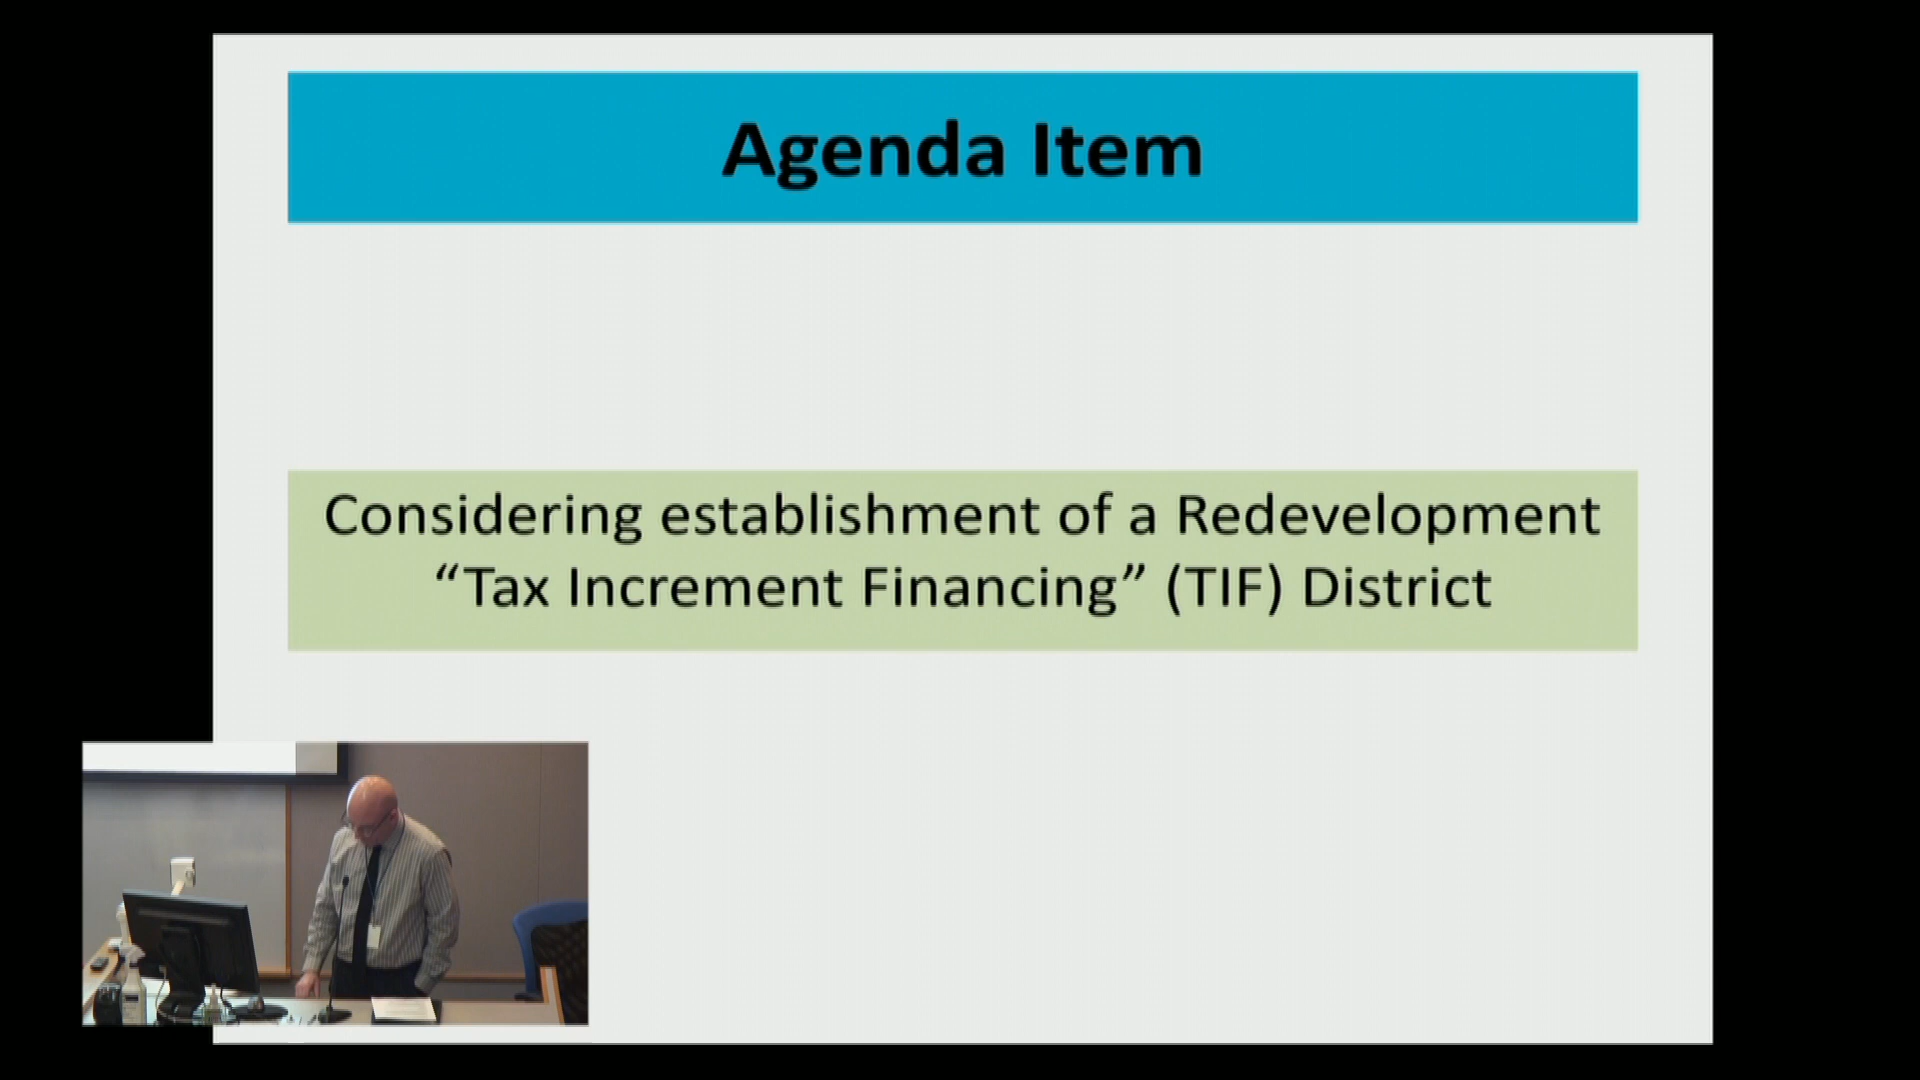 Agenda Item
Considering establishment of a Redevelopment
“Tax Increment Financing” (TIF) District